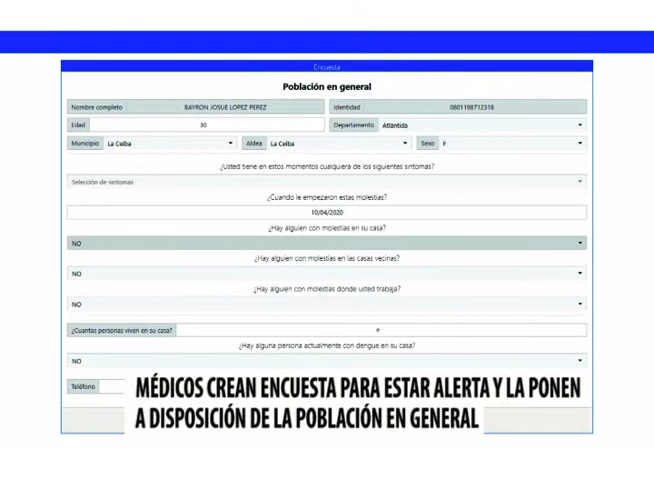 Encuesta
Población en general
Nombre completo BAYRON JOSUE LOPEZ PEREZ Identidad 0801198712318
Edad 30 Departamento Atlántida
Municipio La Ceiba Aldea La Ceiba Sexo F
¿Usted tiene en estos momentos cualquiera de los siguientes sintomas?
Selección de sintomas
¿Cuando le empezaron estas molestias?
10/04/2020
¿Hay alguien con molestias en su casa?
NO
¿Hay alguien con molestias en las casas vecinas?
NO
¿Hay alguien con molestias donde usted trabaja?
NO
¿Cuantas personas viven en su casa? #
¿Hay alguna persona actualmente con dengue en su casa?
NO
Teléfono
MÉDICOS CREAN ENCUESTA PARA ESTAR ALERTA Y LA PONEN
A DISPOSICIÓN DE LA POBLACIÓN EN GENERAL